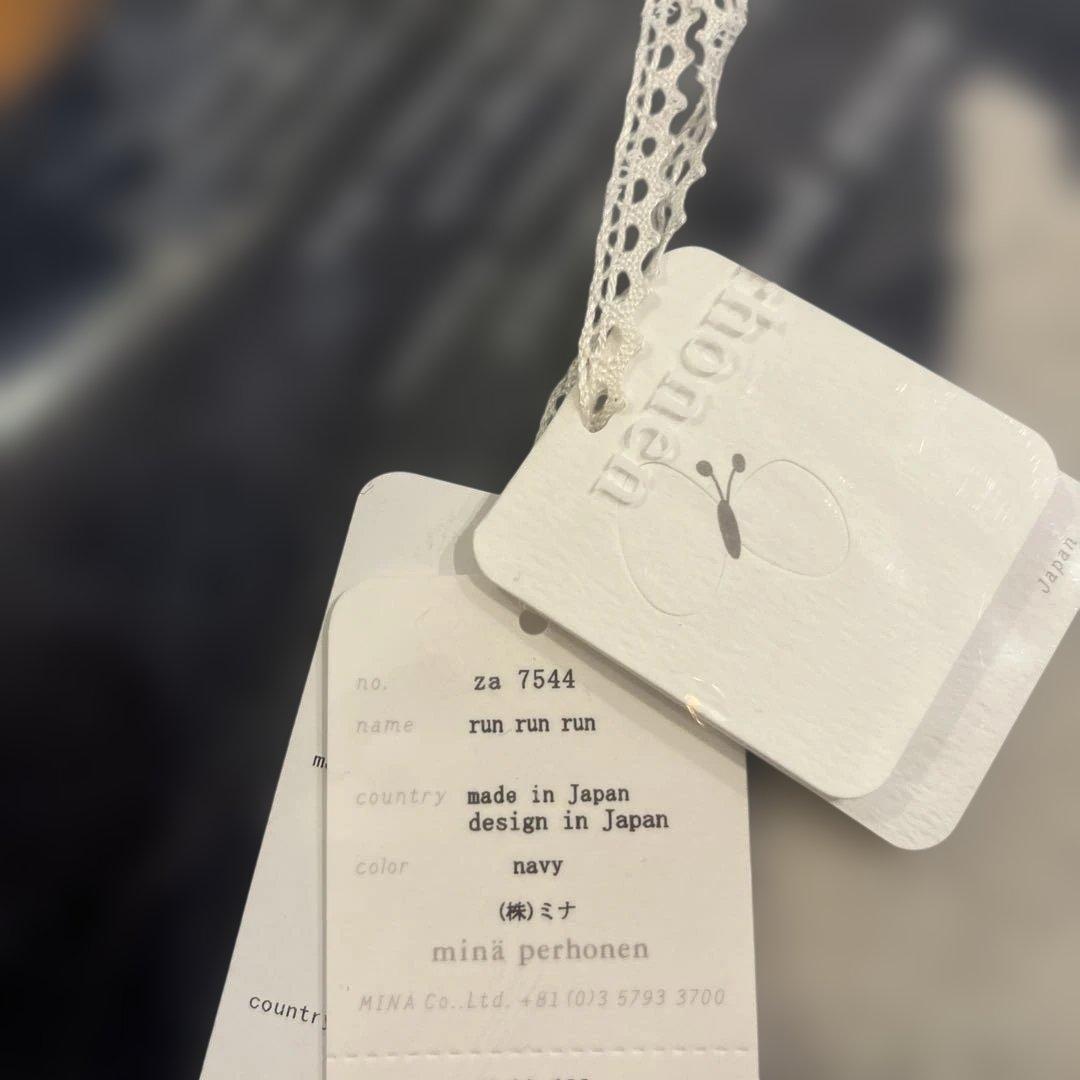 rhonen
Japan
no. za 7544
name run run run
country made in Japan
design in Japan
color navy
(株)ミナ
minä perhonen
MINA Co.,Ltd. +81(0)3 5793 3700
m
country